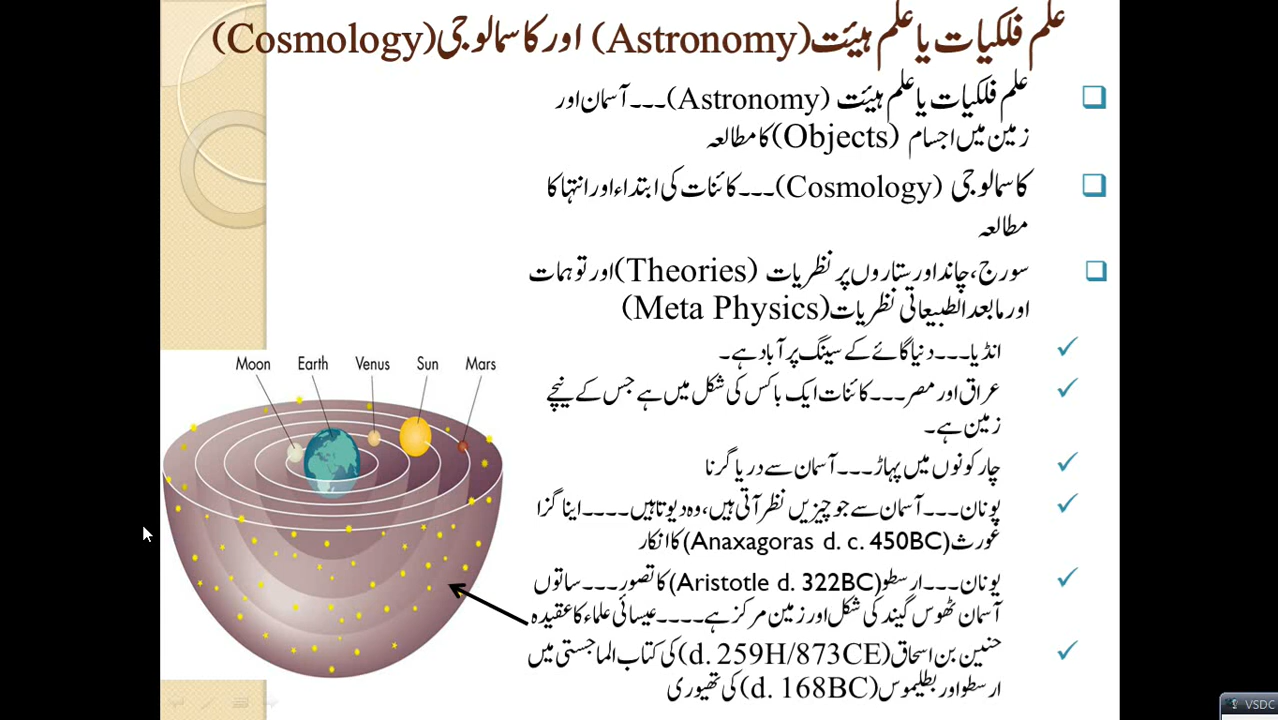 علم فلکیات یا علم ہیئت (Astronomy) اور کاسمالوجی (Cosmology)
علم فلکیات یا علم ہیئت (Astronomy)۔۔۔ آسمان اور
زمین میں اجسام (Objects) کا مطالعہ
کاسمالوجی (Cosmology)۔۔۔ کائنات کی ابتداء اور انتہا کا
مطالعہ
سورج، چاند اور ستاروں پر نظریات (Theories) اور توہمات
اور مابعد الطبیعاتی نظریات (Meta Physics)
انڈیا۔۔۔ دنیا گائے کے سینگ پر آباد ہے۔
عراق اور مصر۔۔۔ کائنات ایک باکس کی شکل میں ہے جس کے نیچے
زمین ہے۔
چار کونوں میں پہاڑ۔۔۔ آسمان سے دریا گرنا
یونان۔۔۔ آسمان سے جو چیزیں نظر آتی ہیں، وہ دیوتا ہیں۔۔۔۔ اینا گزا
غورث (Anaxagoras d. c. 450BC) کا انکار
یونان۔۔۔ ارسطو (Aristotle d. 322BC) کا تصور۔۔۔ ساتوں
آسمان ٹھوس گیند کی شکل اور زمین مرکز ہے۔۔۔۔ عیسائی علماء کا عقیدہ
حنین بن اسحاق (d. 259H/873CE) کی کتاب الماجستی میں
ارسطو اور بطلیموس (d. 168BC) کی تھیوری
Moon Earth Venus Sun Mars
VSDC